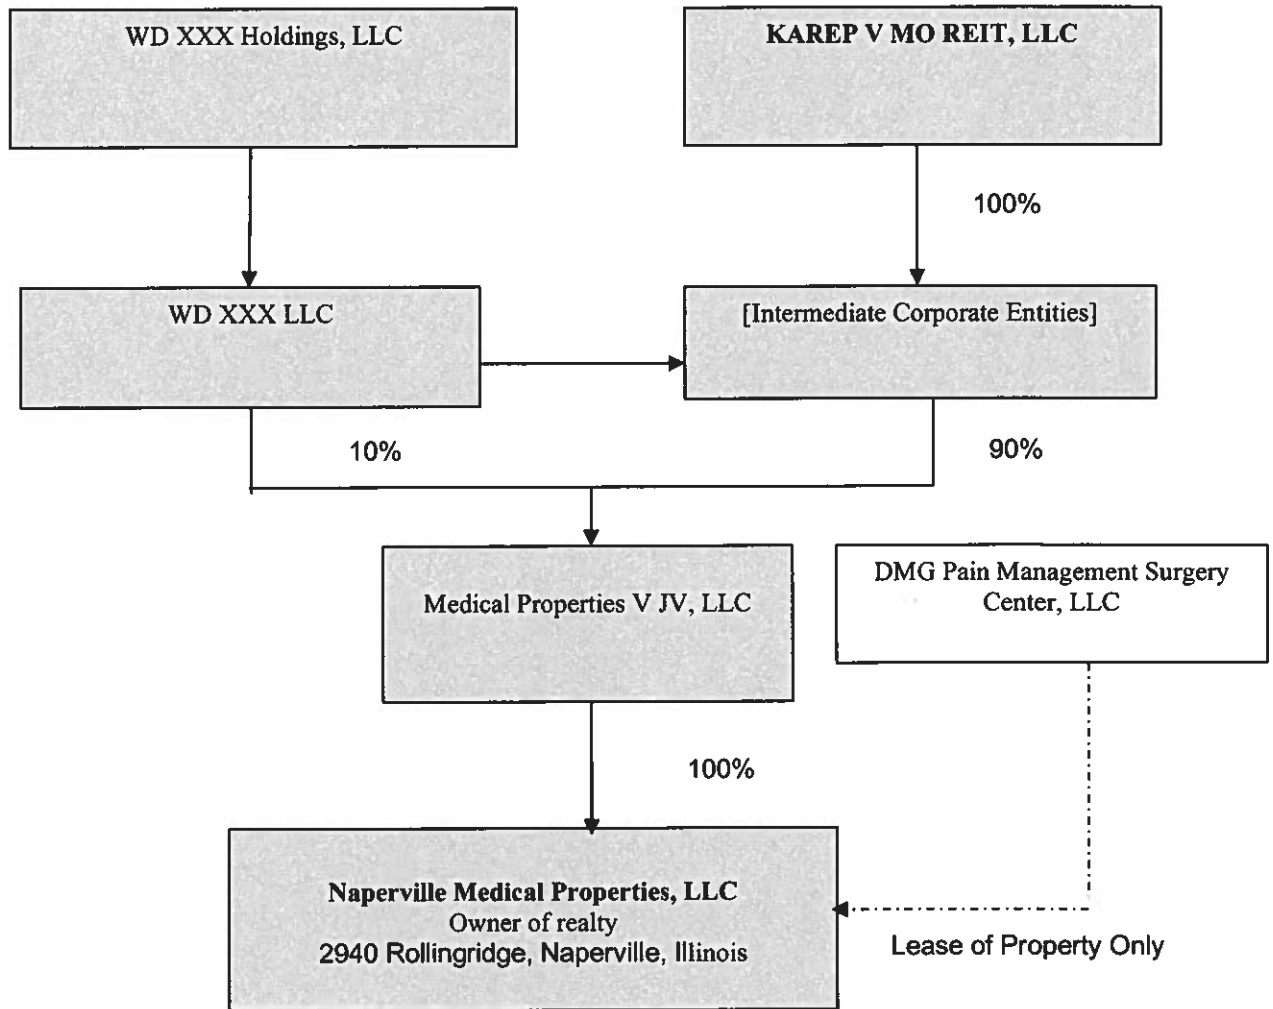 WD XXX Holdings, LLC
KAREP V MO REIT, LLC
100%
WD XXX LLC
[Intermediate Corporate Entities]
10%
90%
Medical Properties V JV, LLC
DMG Pain Management Surgery
Center, LLC
100%
Naperville Medical Properties, LLC
Owner of realty
2940 Rollingridge, Naperville, Illinois
Lease of Property Only